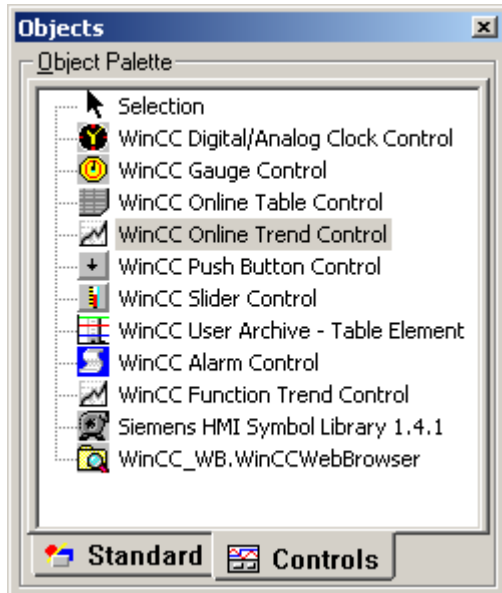 Objects
Object Palette
Selection
WinCC Digital/Analog Clock Control
WinCC Gauge Control
WinCC Online Table Control
WinCC Online Trend Control
WinCC Push Button Control
WinCC Slider Control
WinCC User Archive - Table Element
WinCC Alarm Control
WinCC Function Trend Control
Siemens HMI Symbol Library 1.4.1
WinCC_WB.WinCCWebBrowser
Standard Controls